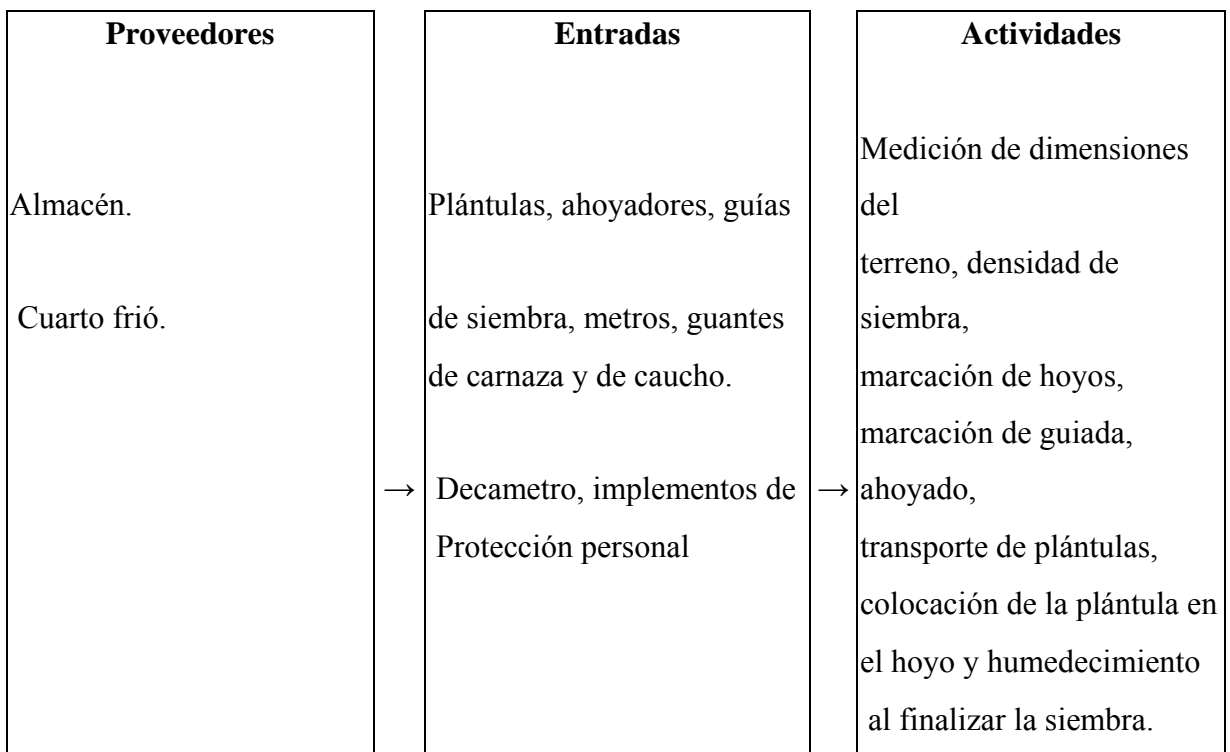 Proveedores
Almacén.
Cuarto frió.
→
Entradas
Plántulas, ahoyadores, guías
de siembra, metros, guantes
de carnaza y de caucho.
Decametro, implementos de
Protección personal
→
Actividades
Medición de dimensiones
del
terreno, densidad de
siembra,
marcación de hoyos,
marcación de guiada,
ahoyado,
transporte de plántulas,
colocación de la plántula en
el hoyo y humedecimiento
al finalizar la siembra.